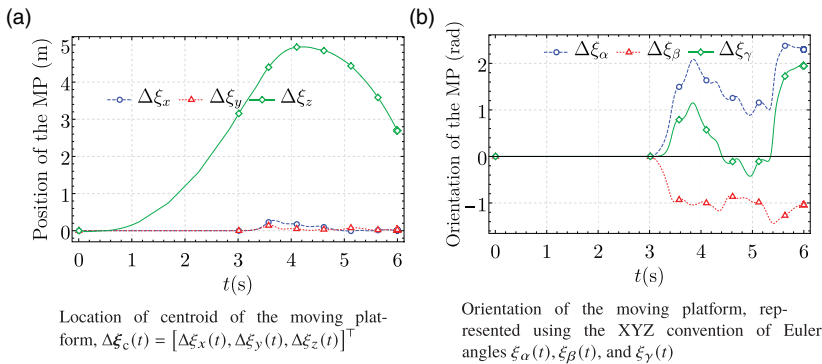 (a)
Position of the MP (m)
5
4
3
2
1
0
Δξx Δξy Δξz
0 1 2 3 4 5 6
t(s)
Location of centroid of the moving plat-
form, Δξc(t) = [Δξx(t), Δξy(t), Δξz(t)]⊤
(b)
Orientation of the MP (rad)
Δξα Δξβ Δξγ
2
1
0
−1
0 1 2 3 4 5 6
t(s)
Orientation of the moving platform, rep-
resented using the XYZ convention of Euler
angles ξα(t), ξβ(t), and ξγ(t)